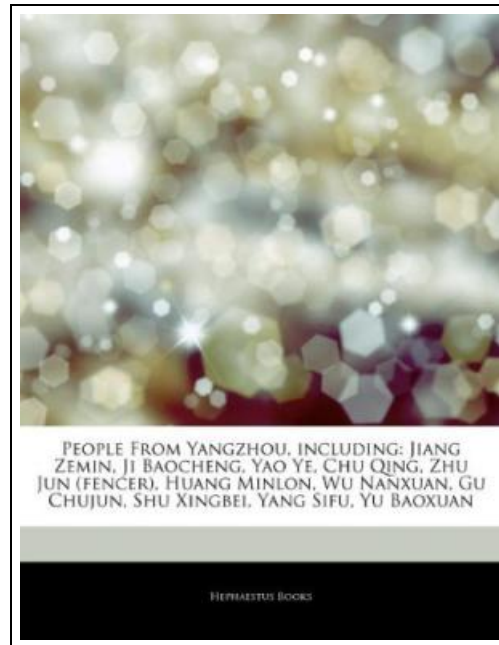 People From Yangzhou, including: Jiang
Zemin, Ji Baocheng, Yao Ye, Chu Qing, Zhu
Jun (fencer), Huang Minlon, Wu Nanxuan, Gu
Chujun, Shu Xingbei, Yang Sifu, Yu Baoxuan
Hephaestus Books